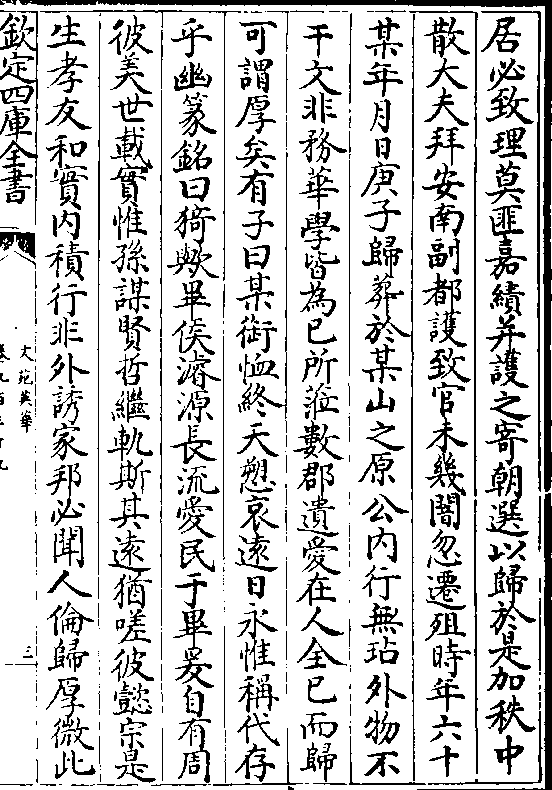 居必致理莫匪嘉績并護之寄朝選以歸於是加秩中
散大夫拜安南副都護致官未幾闇忽遷殂時年六十
某年月日庚子歸葬於某山之原公内行無玷外物不
干文非務華學皆為已所蒞數郡遺愛在人全已而歸
可謂厚矣有子曰某銜恤終天愬哀遠日永惟稱代存
乎幽篆銘曰猗歟畢侯濬源長流愛民于畢爰自有周
彼美世載實惟孫謀賢哲繼軌斯其遠猶嗟彼懿宗是
生孝友和實内積行非外誘家邦必聞人倫歸厚微此
欽定四庫全書
文苑英華
三